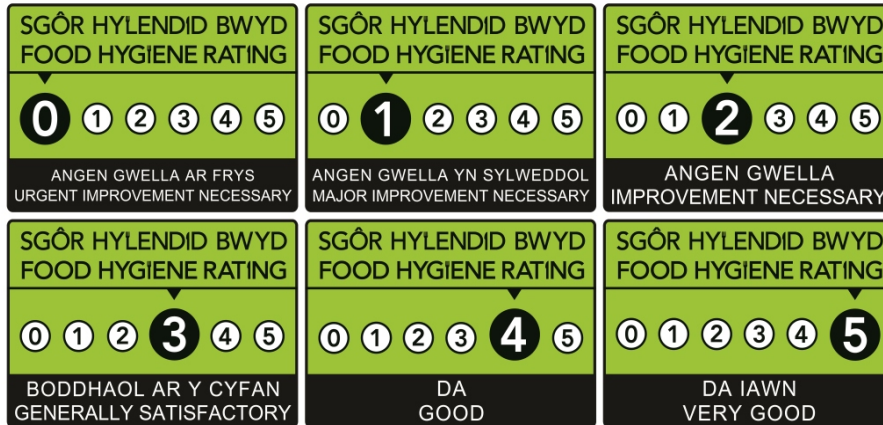 SGÔR HYLENDID BWYD
FOOD HYGIENE RATING
0 1 2 3 4 5
ANGEN GWELLA AR FRYS
URGENT IMPROVEMENT NECESSARY
SGÔR HYLENDID BWYD
FOOD HYGIENE RATING
0 1 2 3 4 5
ANGEN GWELLA YN SYLWEDDOL
MAJOR IMPROVEMENT NECESSARY
SGÔR HYLENDID BWYD
FOOD HYGIENE RATING
0 1 2 3 4 5
ANGEN GWELLA
IMPROVEMENT NECESSARY
SGÔR HYLENDID BWYD
FOOD HYGIENE RATING
0 1 2 3 4 5
BODDHAOL AR Y CYFAN
GENERALLY SATISFACTORY
SGÔR HYLENDID BWYD
FOOD HYGIENE RATING
0 1 2 3 4 5
DA
GOOD
SGÔR HYLENDID BWYD
FOOD HYGIENE RATING
0 1 2 3 4 5
DA IAWN
VERY GOOD